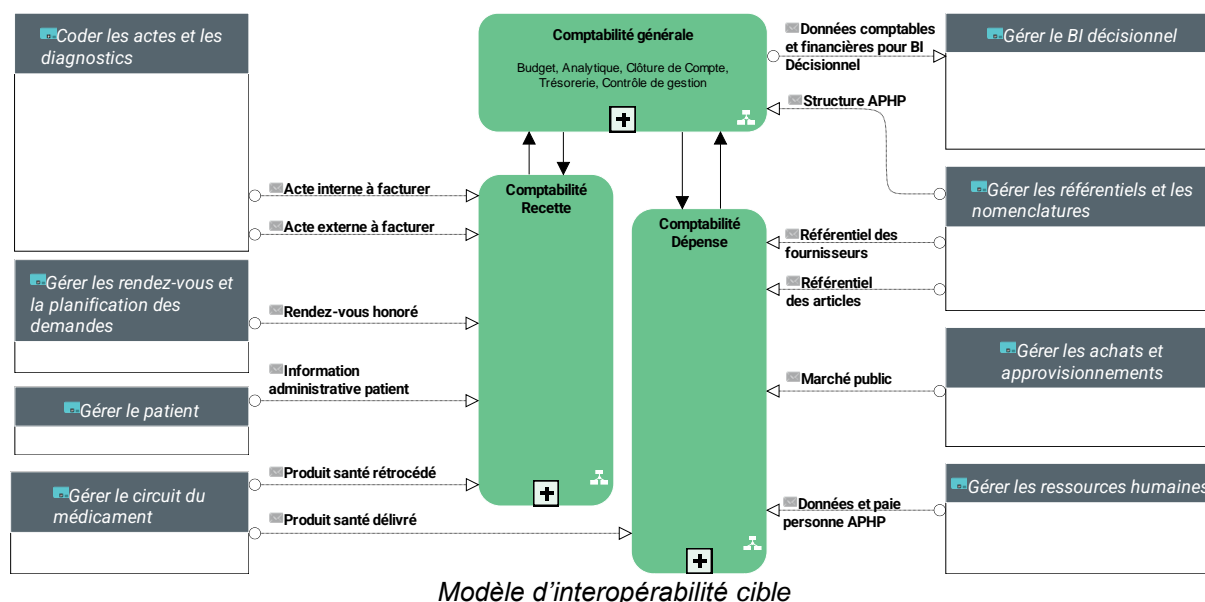 Coder les actes et les
diagnostics
Gérer les rendez-vous et
la planification des
demandes
Gérer le patient
Gérer le circuit du
médicament
Acte interne à facturer
Acte externe à facturer
Rendez-vous honoré
Information
administrative patient
Produit santé rétrocédé
Produit santé délivré
Comptabilité générale
Budget, Analytique, Clôture de Compte,
Trésorerie, Contrôle de gestion
Comptabilité
Recette
Comptabilité
Dépense
Données comptables
et financières pour BI
Décisionnel
Structure APHP
Référentiel des
fournisseurs
Référentiel
des articles
Marché public
Données et paie
personne APHP
Gérer le BI décisionnel
Gérer les référentiels et les
nomenclatures
Gérer les achats et
approvisionnements
Gérer les ressources humaines
Modèle d'interopérabilité cible